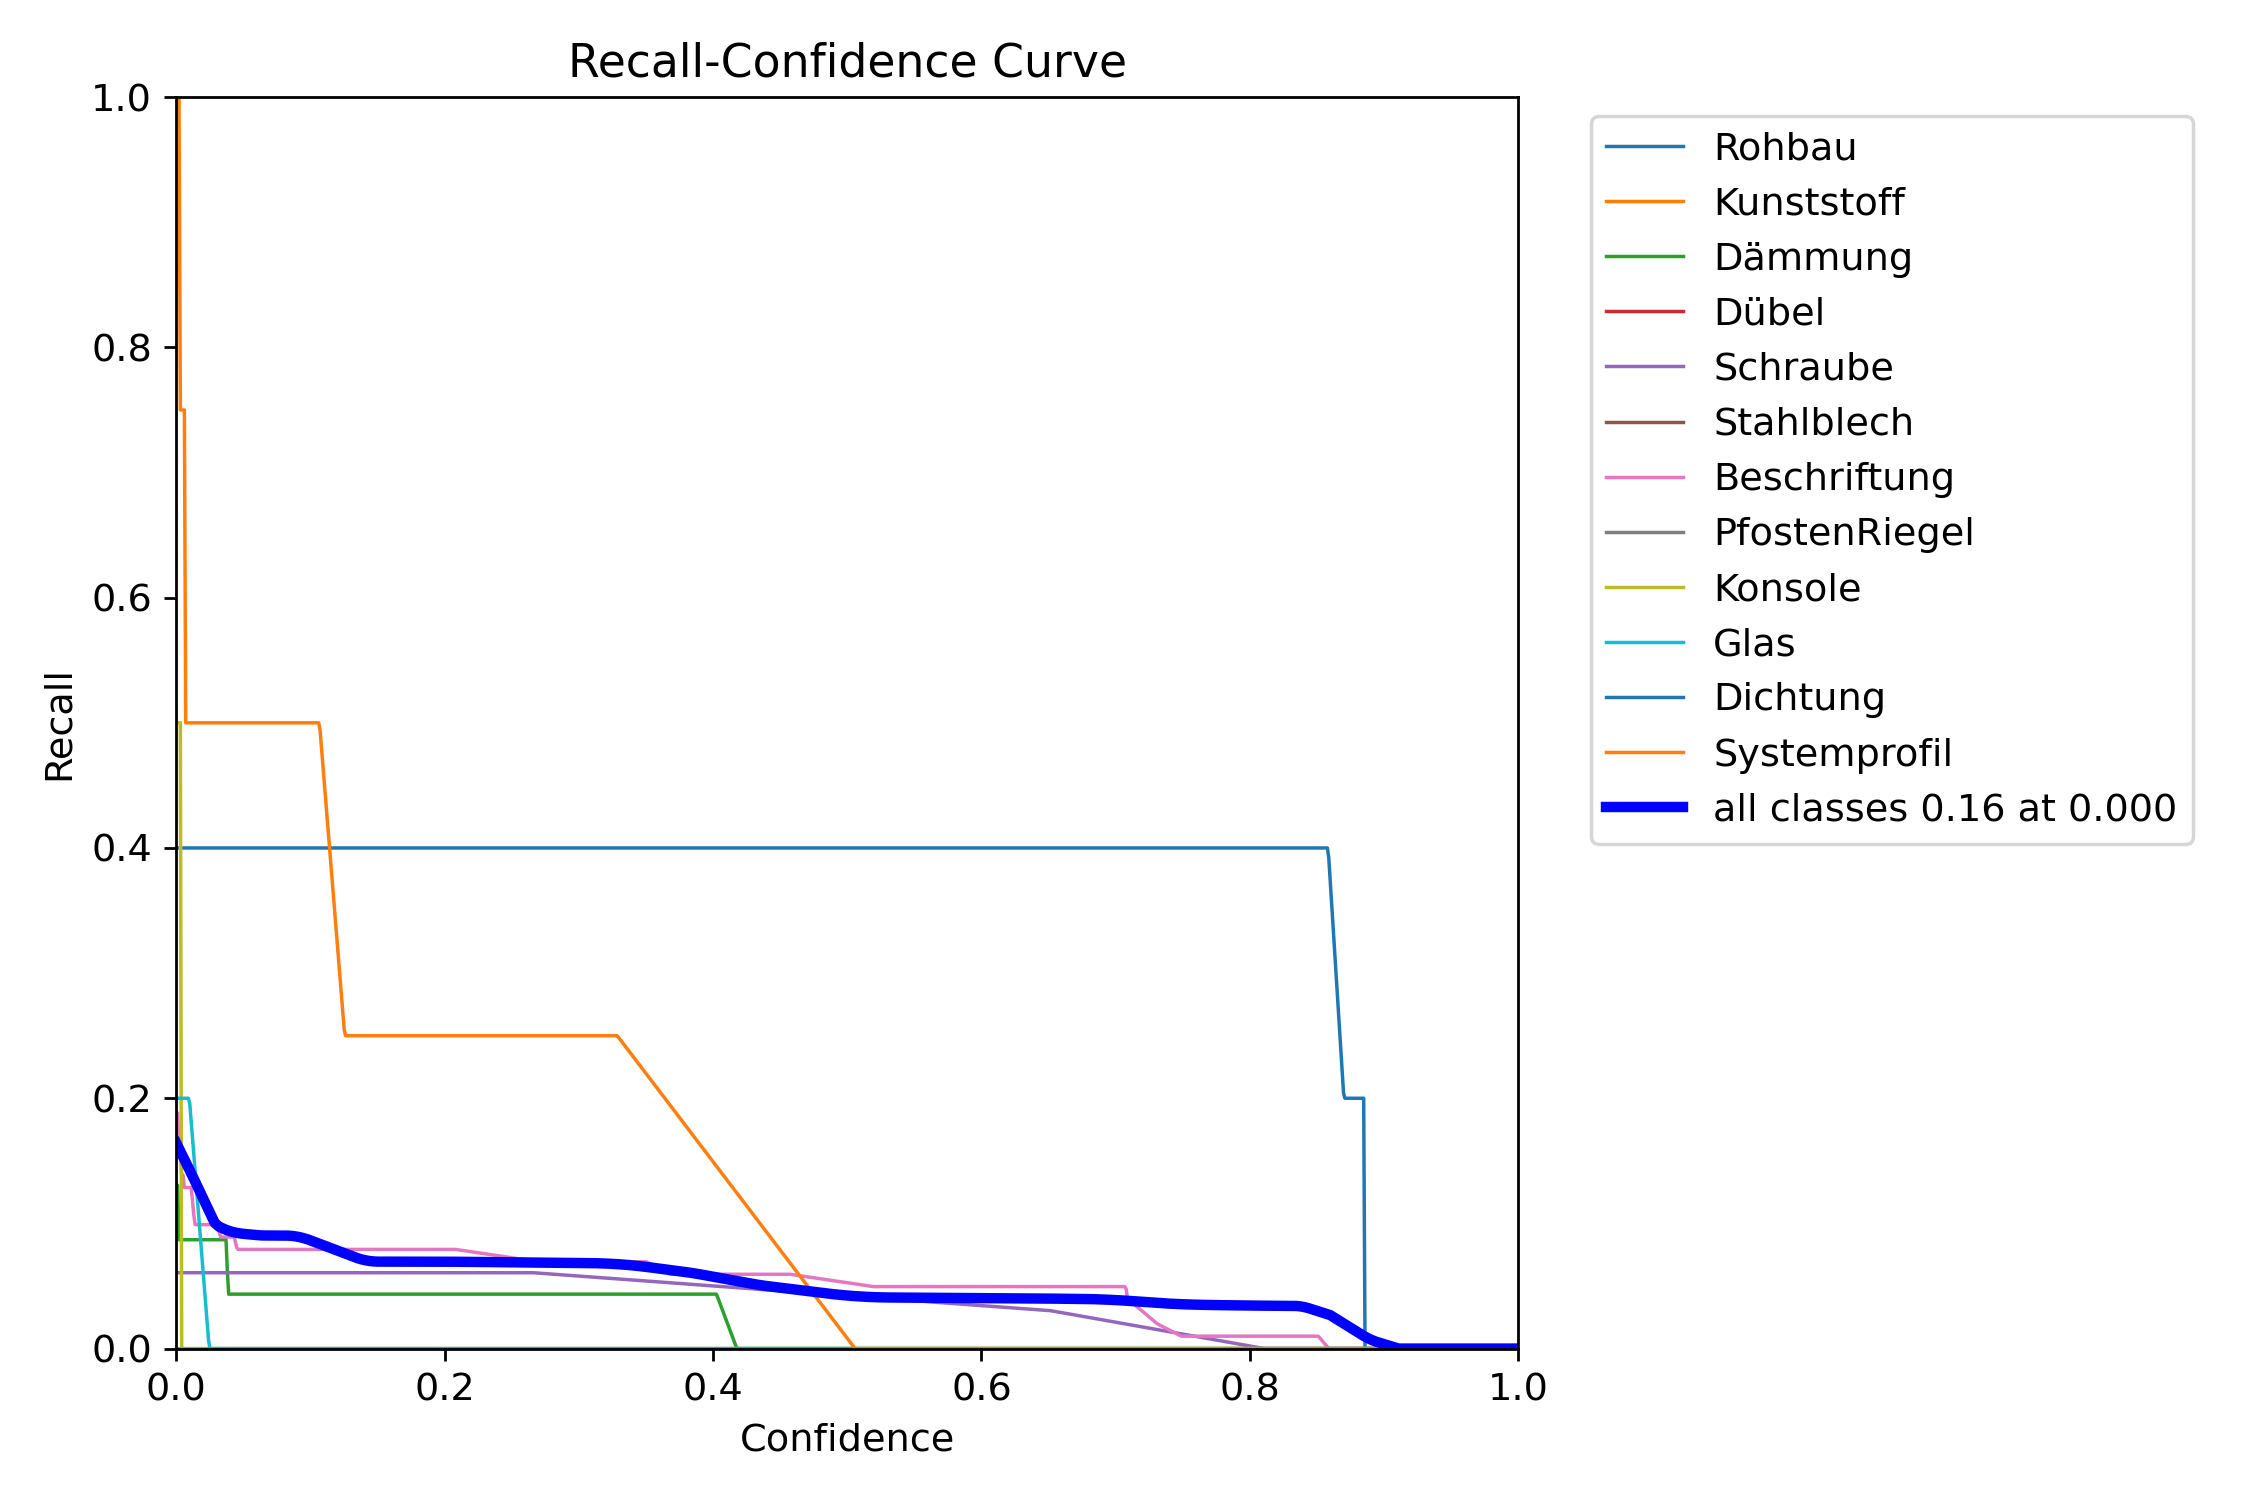 Recall-Confidence Curve
1.0
0.8
0.6
0.4
0.2
0.0
Recall
0.0 0.2 0.4 0.6 0.8 1.0
Confidence
Rohbau
Kunststoff
Dämmung
Dübel
Schraube
Stahlblech
Beschriftung
PfostenRiegel
Konsole
Glas
Dichtung
Systemprofil
all classes 0.16 at 0.000